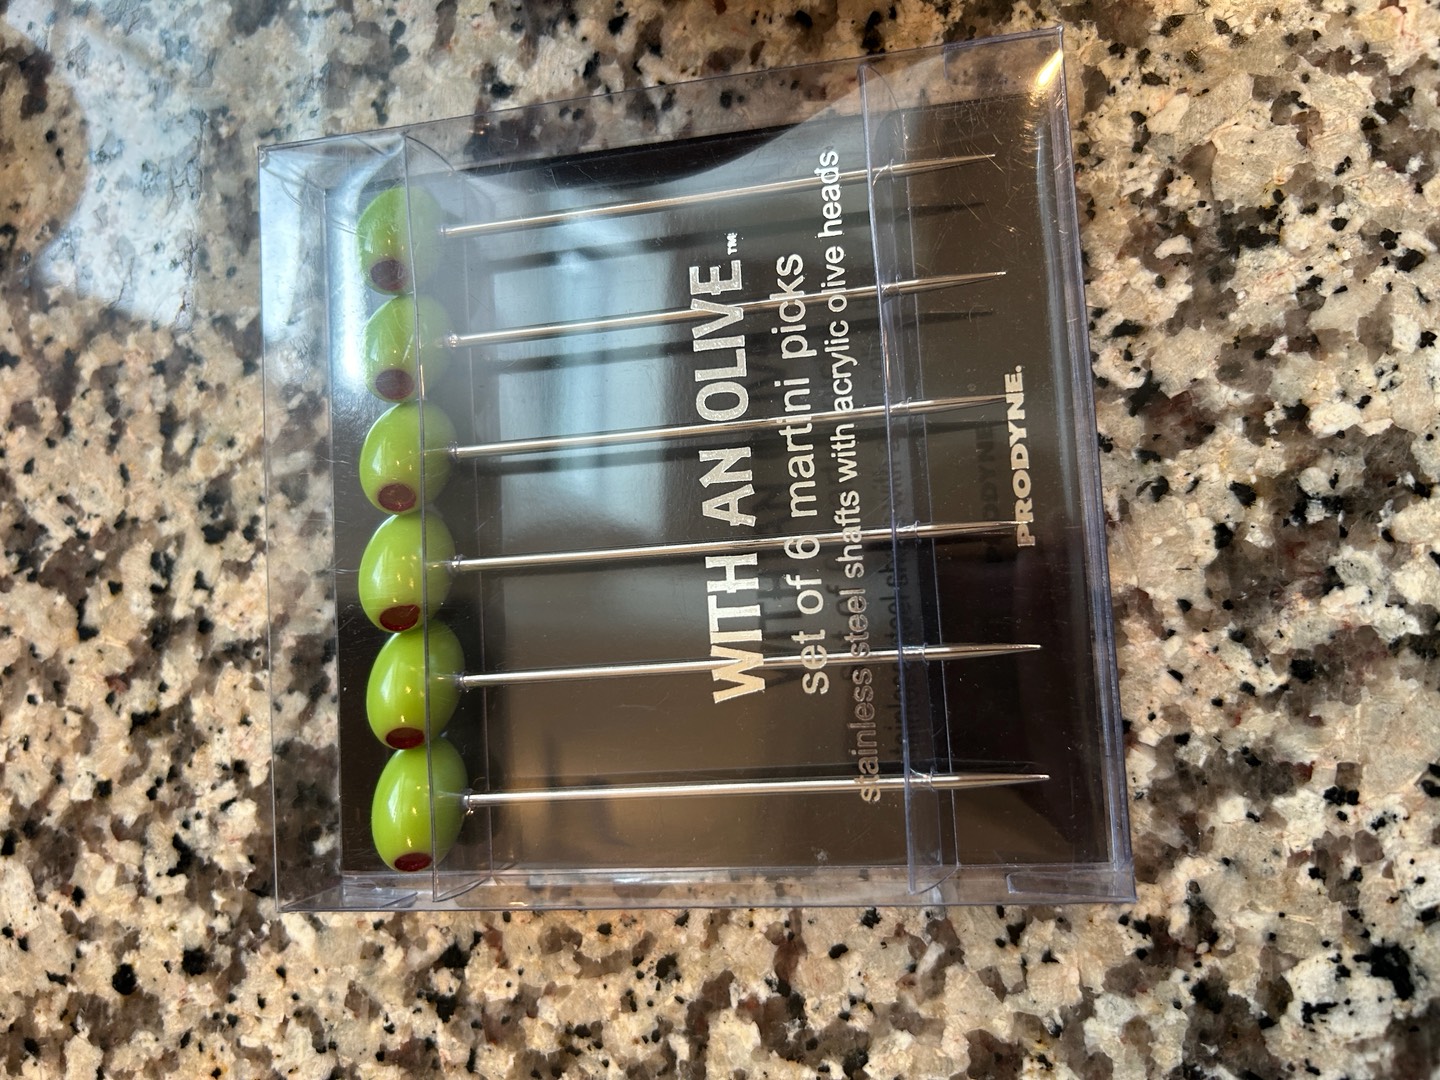 WITH AN OLIVE™
set of 6 martini picks
stainless steel shafts with acrylic olive heads
PRODYNE.